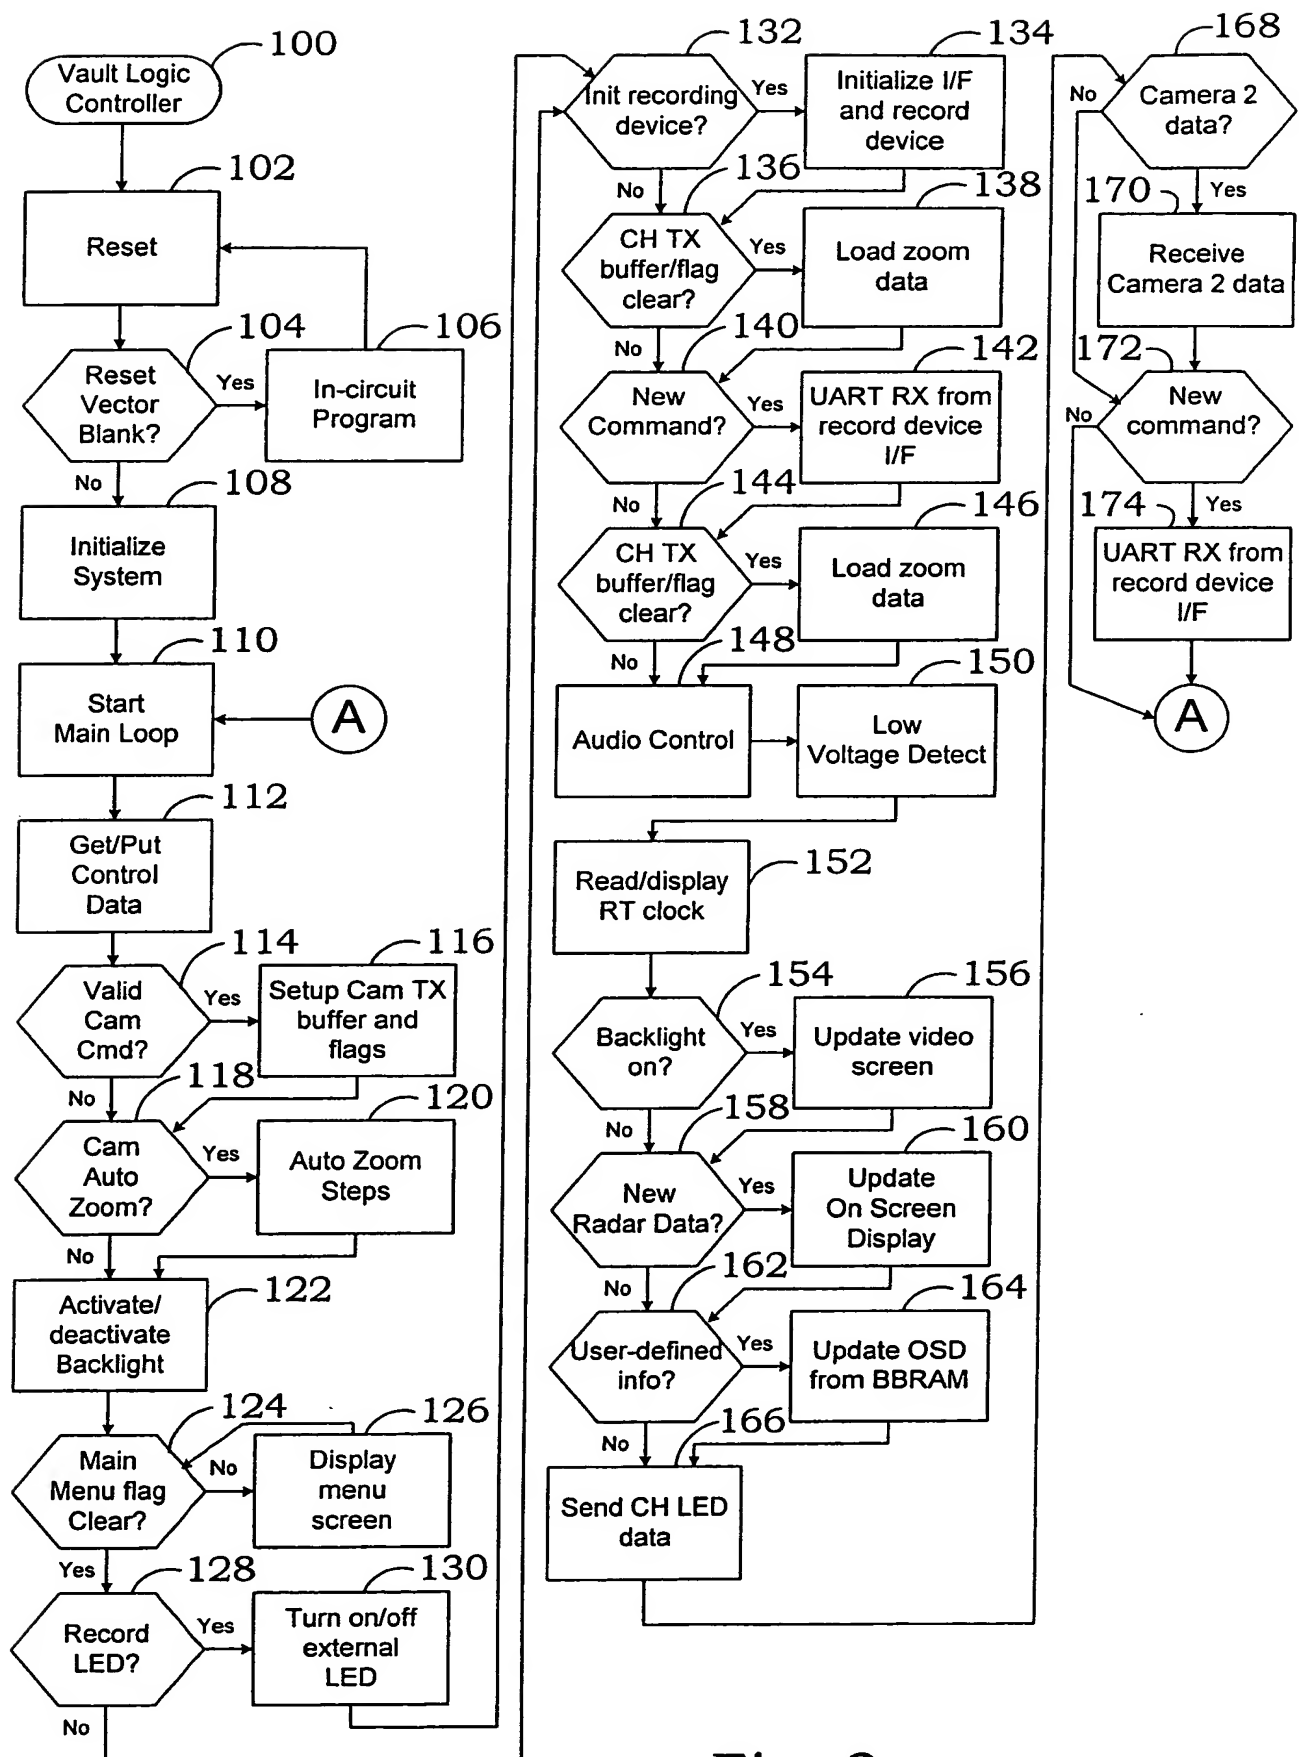 100
Vault Logic
Controller
102
Reset
104
106
Reset
Vector
Blank?
Yes
In-circuit
Program
No
108
Initialize
System
110
Start
Main Loop
A
112
Get/Put
Control
Data
114
116
Valid
Cam
Cmd?
Yes
Setup Cam TX
buffer and
flags
No
118
120
Cam
Auto
Zoom?
Yes
Auto Zoom
Steps
No
122
Activate/
deactivate
Backlight
124
126
Main
Menu flag
Clear?
No
Display
menu
screen
Yes
128
130
Record
LED?
Yes
Turn on/off
external
LED
No
132
134
Init recording
device?
Yes
Initialize I/F
and record
device
No
136
138
CH TX
buffer/flag
clear?
Yes
Load zoom
data
No
140
142
New
Command?
Yes
UART RX from
record device
I/F
No
144
146
CH TX
buffer/flag
clear?
Yes
Load zoom
data
No
148
150
Audio Control
Low
Voltage Detect
152
Read/display
RT clock
154
156
Backlight
on?
Yes
Update video
screen
No
158
160
New
Radar Data?
Yes
Update
On Screen
Display
No
162
164
User-defined
info?
Yes
Update OSD
from BBRAM
No
166
Send CH LED
data
168
No
Camera 2
data?
Yes
170
Receive
Camera 2 data
172
No
New
command?
Yes
174
UART RX from
record device
I/F
A